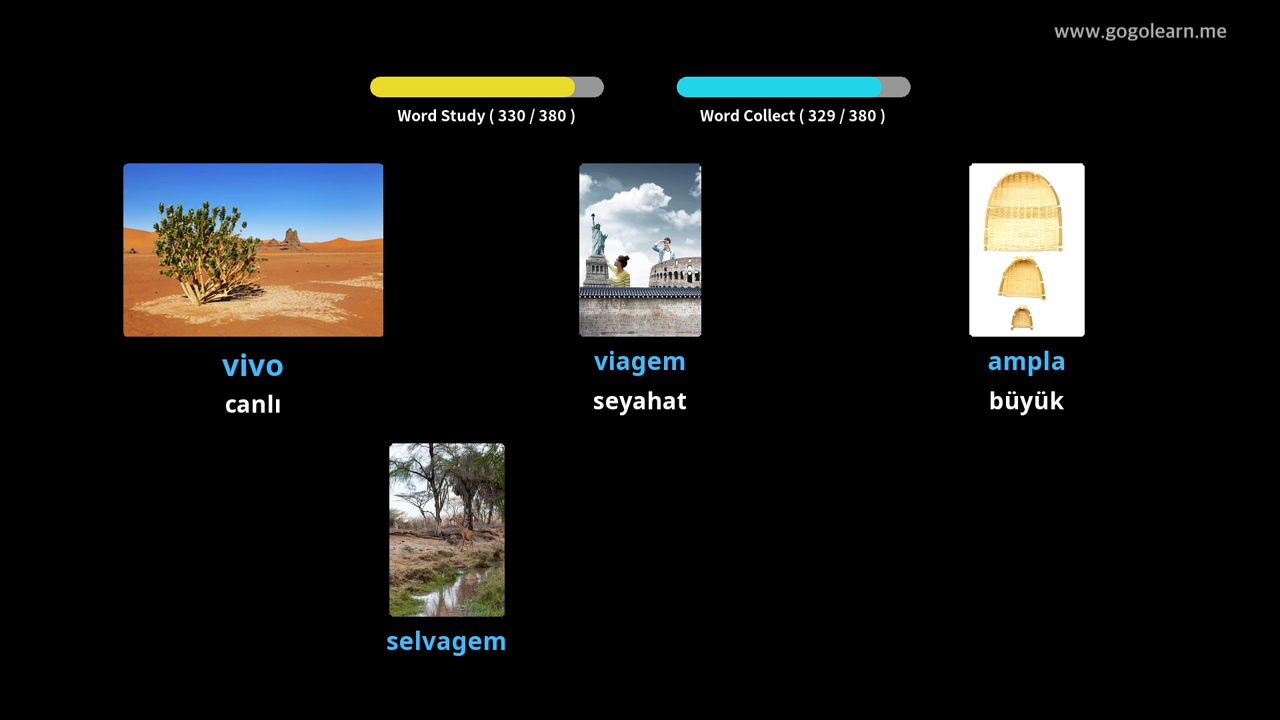 www.gogolearn.me
Word Study ( 330 / 380 )
Word Collect ( 329 / 380 )
vivo
canlı
viagem
seyahat
ampla
büyük
selvagem